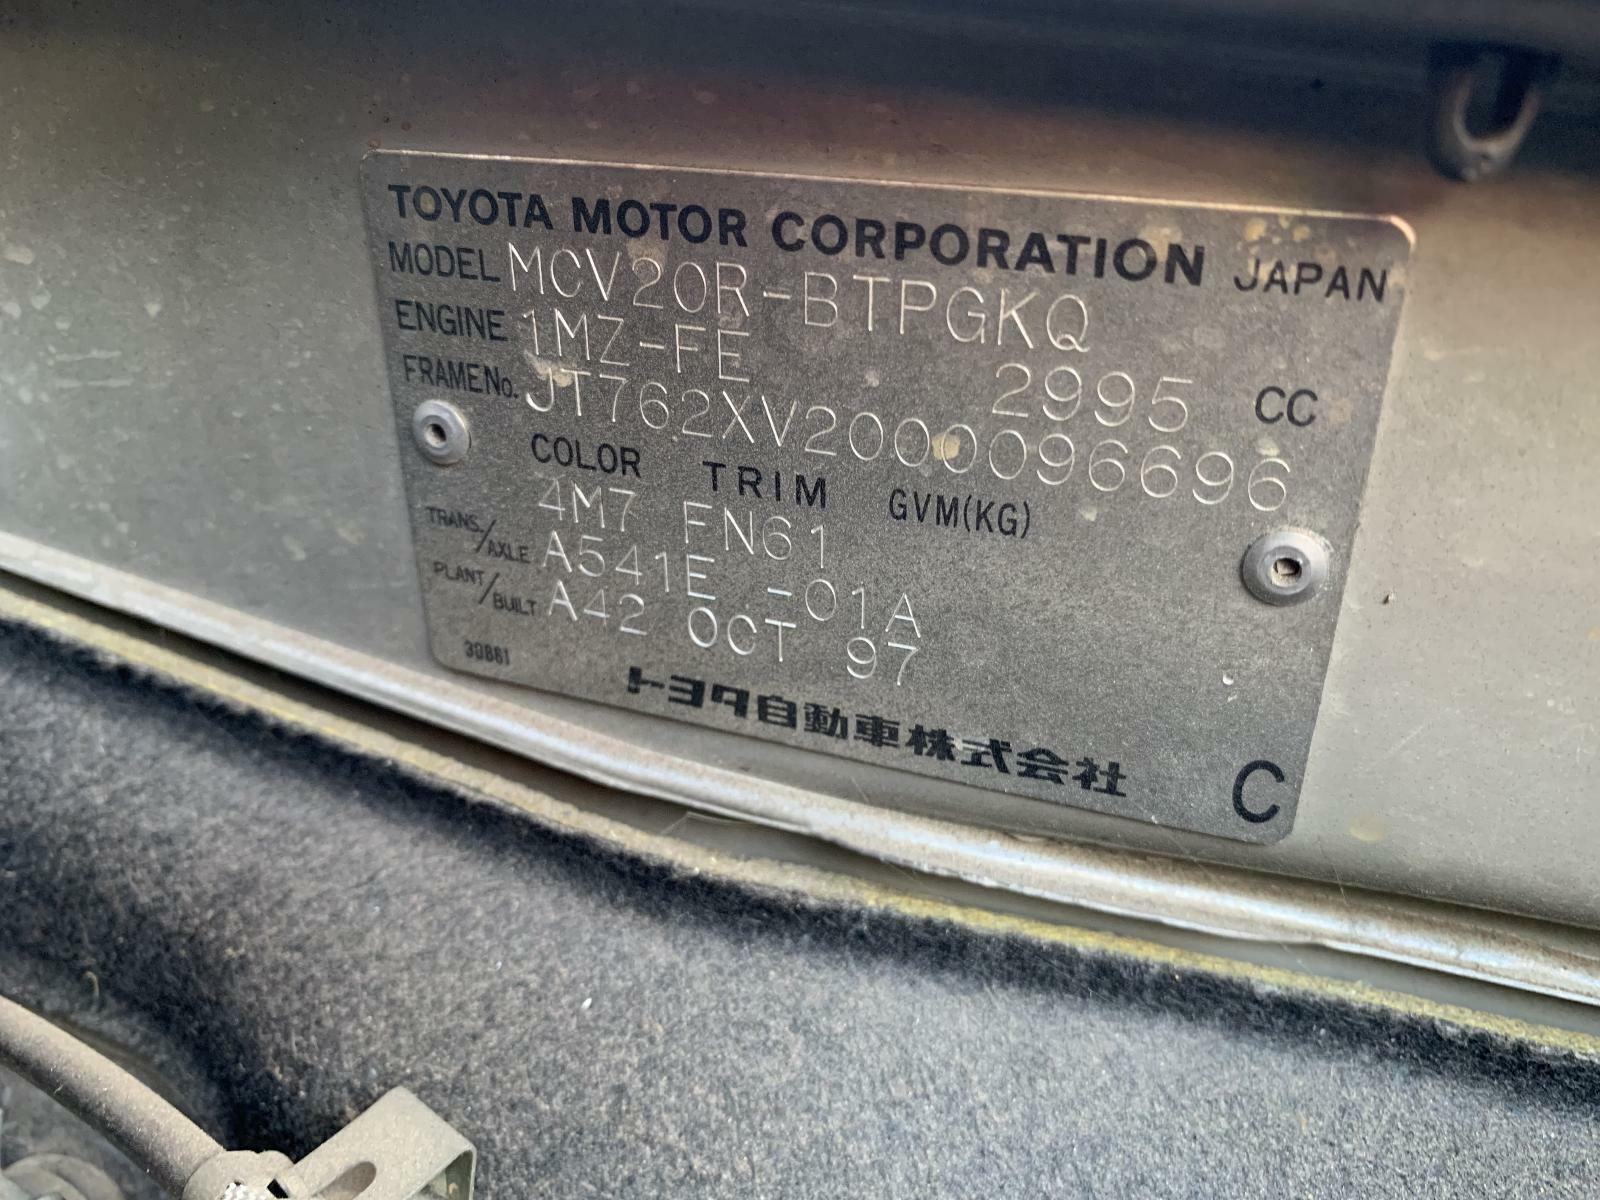 TOYOTA MOTOR CORPORATION JAPAN
MODEL MCV20R-BTPGKQ
ENGINE 1MZ-FE 2995 CC
FRAME No. JT762XV2000096696
COLOR TRIM GVM(KG)
4M7 FN61
TRANS./AXLE A541E -01A
PLANT/BUILT A42 OCT 97
30861
トヨタ自動車株式会社 C